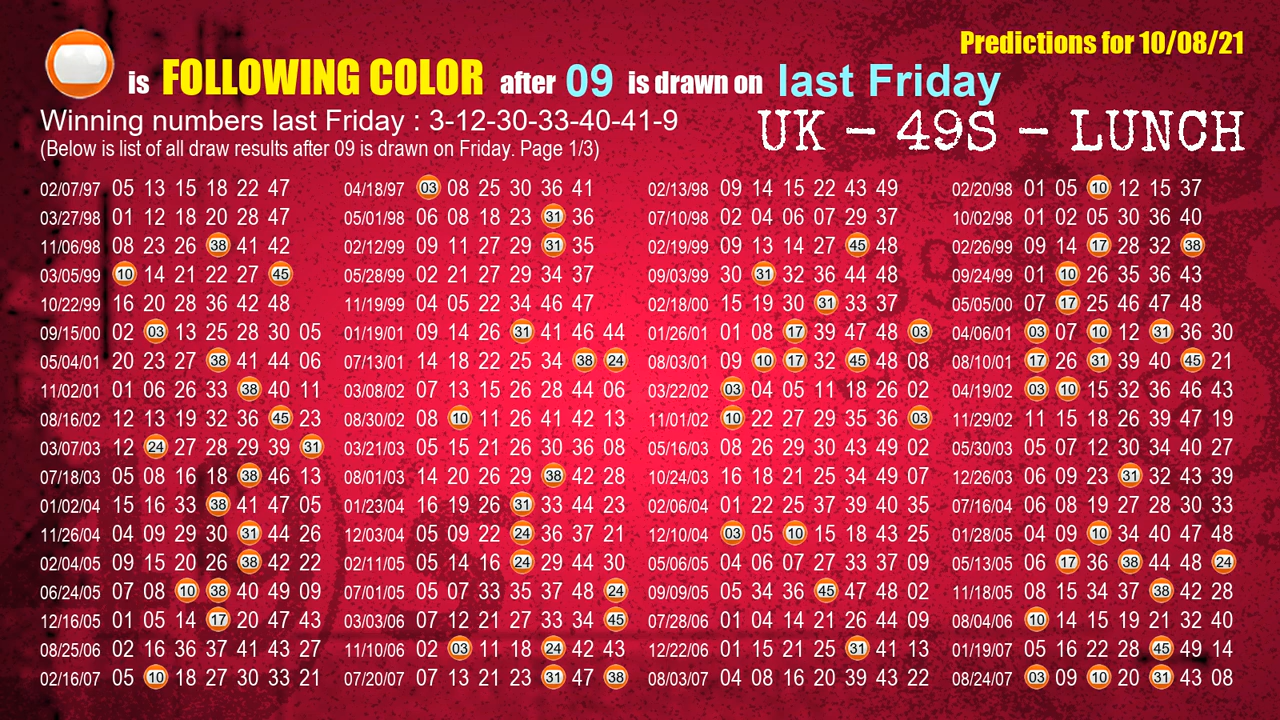 Predictions for 10/08/21
is FOLLOWING COLOR after 09 is drawn on last Friday
Winning numbers last Friday : 3-12-30-33-40-41-9
UK - 49S - LUNCH
(Below is list of all draw results after 09 is drawn on Friday. Page 1/3)
02/07/97 05 13 15 18 22 47 04/18/97 03 08 25 30 36 41 02/13/98 09 14 15 22 43 49 02/20/98 01 05 10 12 15 37
03/27/98 01 12 18 20 28 47 05/01/98 06 08 18 23 31 36 07/10/98 02 04 06 07 29 37 10/02/98 01 02 05 30 36 40
11/06/98 08 23 26 38 41 42 02/12/99 09 11 27 29 31 35 02/19/99 09 13 14 27 45 48 02/26/99 09 14 17 28 32 38
03/05/99 10 14 21 22 27 45 05/28/99 02 21 27 29 34 37 09/03/99 30 31 32 36 44 48 09/24/99 01 10 26 35 36 43
10/22/99 16 20 28 36 42 48 11/19/99 04 05 22 34 46 47 02/18/00 15 19 30 31 33 37 05/05/00 07 17 25 46 47 48
09/15/00 02 03 13 25 28 30 05 01/19/01 09 14 26 31 41 46 44 01/26/01 01 08 17 39 47 48 03 04/06/01 03 07 10 12 31 36 30
05/04/01 20 23 27 38 41 44 06 07/13/01 14 18 22 25 34 38 24 08/03/01 09 10 17 32 45 48 08 08/10/01 17 26 31 39 40 45 21
11/02/01 01 06 26 33 38 40 11 03/08/02 07 13 15 26 28 44 06 03/22/02 03 04 05 11 18 26 02 04/19/02 03 10 15 32 36 46 43
08/16/02 12 13 19 32 36 45 23 08/30/02 08 10 11 26 41 42 13 11/01/02 10 22 27 29 35 36 03 11/29/02 11 15 18 26 39 47 19
03/07/03 12 24 27 28 29 39 31 03/21/03 05 15 21 26 30 36 08 05/16/03 08 26 29 30 43 49 02 05/30/03 05 07 12 30 34 40 27
07/18/03 05 08 16 18 38 46 13 08/01/03 14 20 26 29 38 42 28 10/24/03 16 18 21 25 34 49 07 12/26/03 06 09 23 31 32 43 39
01/02/04 15 16 33 38 41 47 05 01/23/04 16 19 26 31 33 44 23 02/06/04 01 22 25 37 39 40 35 07/16/04 06 08 19 27 28 30 33
11/26/04 04 09 29 30 31 44 26 12/03/04 05 09 22 24 36 37 21 12/10/04 03 05 10 15 18 43 25 01/28/05 04 09 10 34 40 47 48
02/04/05 09 15 20 26 38 42 22 02/11/05 05 14 16 24 29 44 30 05/06/05 04 06 07 27 33 37 09 05/13/05 06 17 36 38 44 48 24
06/24/05 07 08 10 38 40 49 09 07/01/05 05 07 33 35 37 48 24 09/09/05 05 34 36 45 47 48 02 11/18/05 08 15 34 37 38 42 28
12/16/05 01 05 14 17 20 47 43 03/03/06 07 12 21 27 33 34 45 07/28/06 01 04 14 21 26 44 09 08/04/06 10 14 15 19 21 32 40
08/25/06 02 16 36 37 41 43 27 11/10/06 02 03 11 18 24 42 43 12/22/06 01 15 21 25 31 41 13 01/19/07 05 16 22 28 45 49 14
02/16/07 05 10 18 27 30 33 21 07/20/07 07 13 21 23 31 47 38 08/03/07 04 08 16 20 39 43 22 08/24/07 03 09 10 20 31 43 08